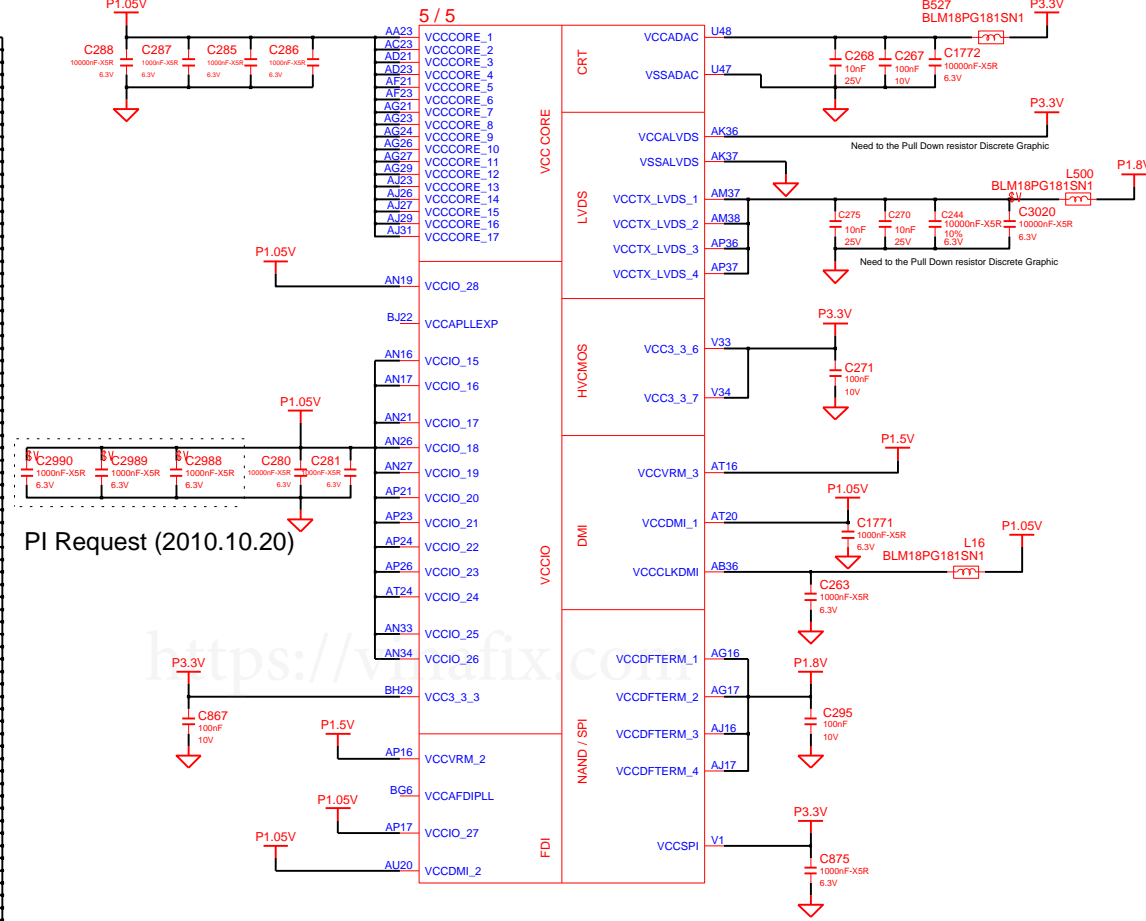 P1.05V
5 / 5
B527
BLM18PG181SN1
P3.3V
C288
10000nF-X5R
6.3V
C287
1000nF-X5R
6.3V
C285
1000nF-X5R
6.3V
C286
1000nF-X5R
6.3V
AA23 VCCCORE_1
AC23 VCCCORE_2
AD21 VCCCORE_3
AD23 VCCCORE_4
AF21 VCCCORE_5
AF23 VCCCORE_6
AG21 VCCCORE_7
AG23 VCCCORE_8
AG24 VCCCORE_9
AG26 VCCCORE_10
AG27 VCCCORE_11
AG29 VCCCORE_12
AJ23 VCCCORE_13
AJ26 VCCCORE_14
AJ27 VCCCORE_15
AJ29 VCCCORE_16
AJ31 VCCCORE_17
VCC CORE
P1.05V
AN19 VCCIO_28
BJ22 VCCAPLLEXP
AN16 VCCIO_15
AN17 VCCIO_16
AN21 VCCIO_17
AN26 VCCIO_18
AN27 VCCIO_19
AP21 VCCIO_20
AP23 VCCIO_21
AP24 VCCIO_22
AP26 VCCIO_23
AT24 VCCIO_24
AN33 VCCIO_25
AN34 VCCIO_26
BH29 VCC3_3_3
VCCIO
P1.05V
SV
C2990
1000nF-X5R
6.3V
SV
C2989
1000nF-X5R
6.3V
SV
C2988
1000nF-X5R
6.3V
C280
10000nF-X5R
6.3V
C281
1000nF-X5R
6.3V
PI Request (2010.10.20)
https://vinafix.com
P3.3V
C867
100nF
10V
P1.5V
AP16 VCCVRM_2
BG6 VCCAFDIPLL
P1.05V
AP17 VCCIO_27
P1.05V
AU20 VCCDMI_2
FDI
CRT
VCCADAC U48
VSSADAC U47
C268
10nF
25V
C267
100nF
10V
C1772
10000nF-X5R
6.3V
LVDS
P3.3V
VCCALVDS AK36
Need to the Pull Down resistor Discrete Graphic
VSSALVDS AK37
VCCTX_LVDS_1 AM37
VCCTX_LVDS_2 AM38
VCCTX_LVDS_3 AP36
VCCTX_LVDS_4 AP37
L500
BLM18PG181SN1
P1.8V
SV
C275
10nF
25V
C270
10nF
25V
C244
10000nF-X5R
10%
6.3V
C3020
10000nF-X5R
6.3V
Need to the Pull Down resistor Discrete Graphic
HVCMOS
P3.3V
VCC3_3_6 V33
VCC3_3_7 V34
C271
100nF
10V
DMI
P1.5V
VCCVRM_3 AT16
P1.05V
VCCDMI_1 AT20
C1771
1000nF-X5R
6.3V
VCCCLKDMI AB36
L16
BLM18PG181SN1
P1.05V
C263
1000nF-X5R
6.3V
NAND / SPI
VCCDFTERM_1 AG16
VCCDFTERM_2 AG17
VCCDFTERM_3 AJ16
VCCDFTERM_4 AJ17
P1.8V
C295
100nF
10V
P3.3V
VCCSPI V1
C875
1000nF-X5R
6.3V